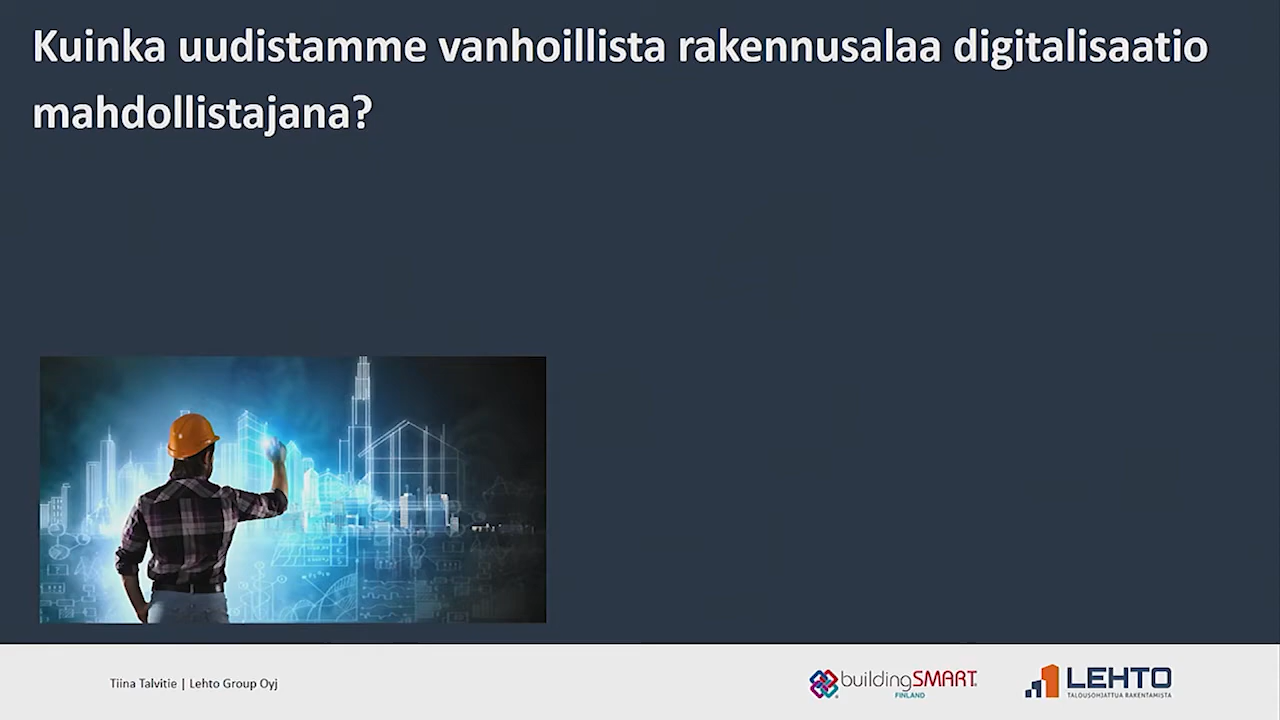 Kuinka uudistamme vanhoillista rakennusalaa digitalisaatio
mahdollistajana?
Tiina Talvitie | Lehto Group Oyj
buildingSMART
FINLAND
LEHTO
TALOUSOHJATTUA RAKENTAMISTA